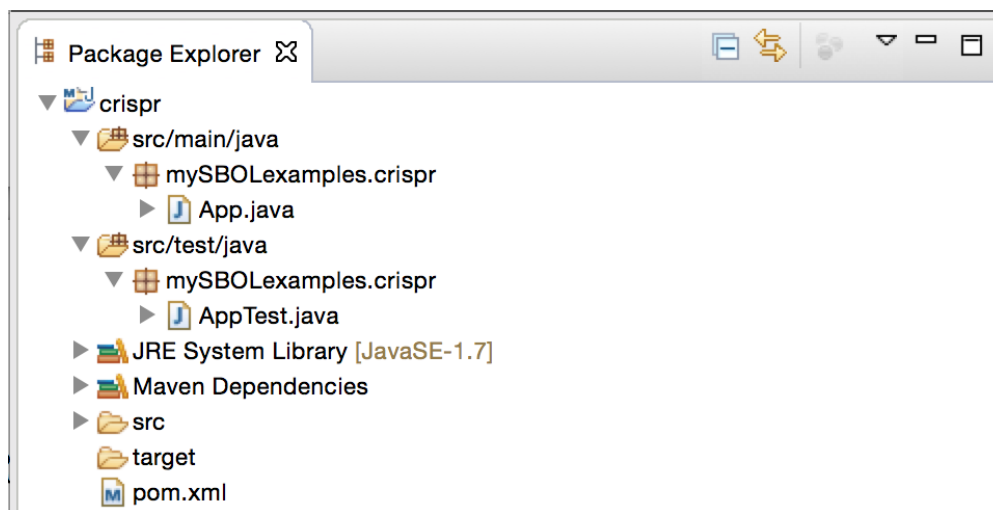 Package Explorer
crispr
src/main/java
mySBOLexamples.crispr
App.java
src/test/java
mySBOLexamples.crispr
AppTest.java
JRE System Library [JavaSE-1.7]
Maven Dependencies
src
target
pom.xml